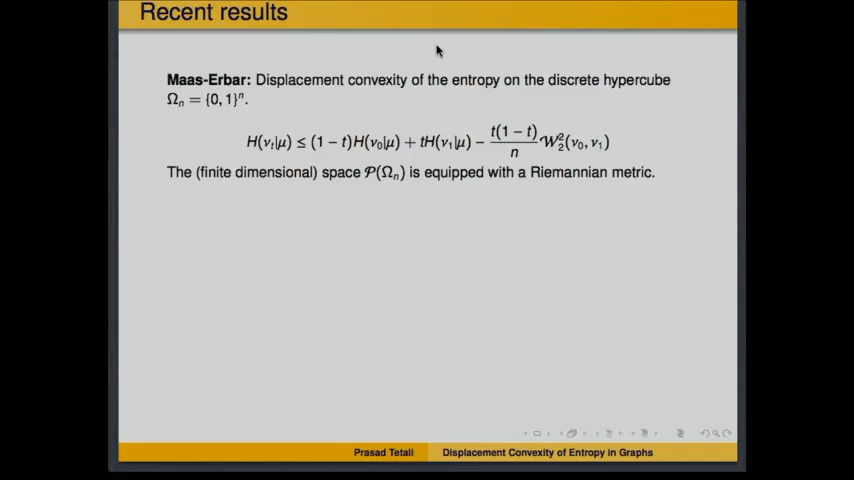 Recent results
Maas-Erbar: Displacement convexity of the entropy on the discrete hypercube
Ωₙ = {0, 1}ⁿ.
H(νₜ|μ) ≤ (1 − t)H(ν₀|μ) + tH(ν₁|μ) − t(1 − t)/n 𝒲₂²(ν₀, ν₁)
The (finite dimensional) space 𝒫(Ωₙ) is equipped with a Riemannian metric.
Prasad Tetali Displacement Convexity of Entropy in Graphs